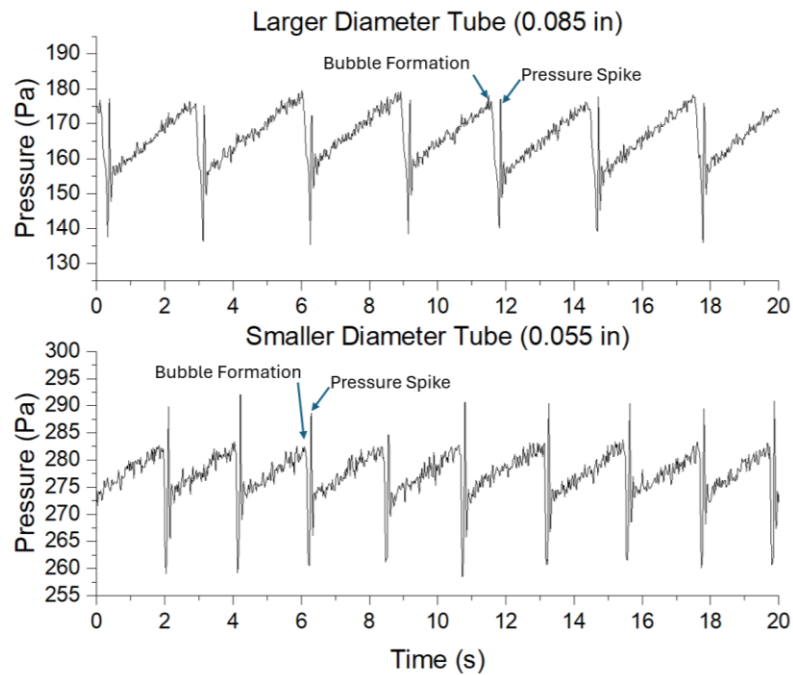 Larger Diameter Tube (0.085 in)
Bubble Formation
Pressure Spike
Pressure (Pa)
190
180
170
160
150
140
130
0 2 4 6 8 10 12 14 16 18 20
Smaller Diameter Tube (0.055 in)
Bubble Formation
Pressure Spike
Pressure (Pa)
300
295
290
285
280
275
270
265
260
255
0 2 4 6 8 10 12 14 16 18 20
Time (s)